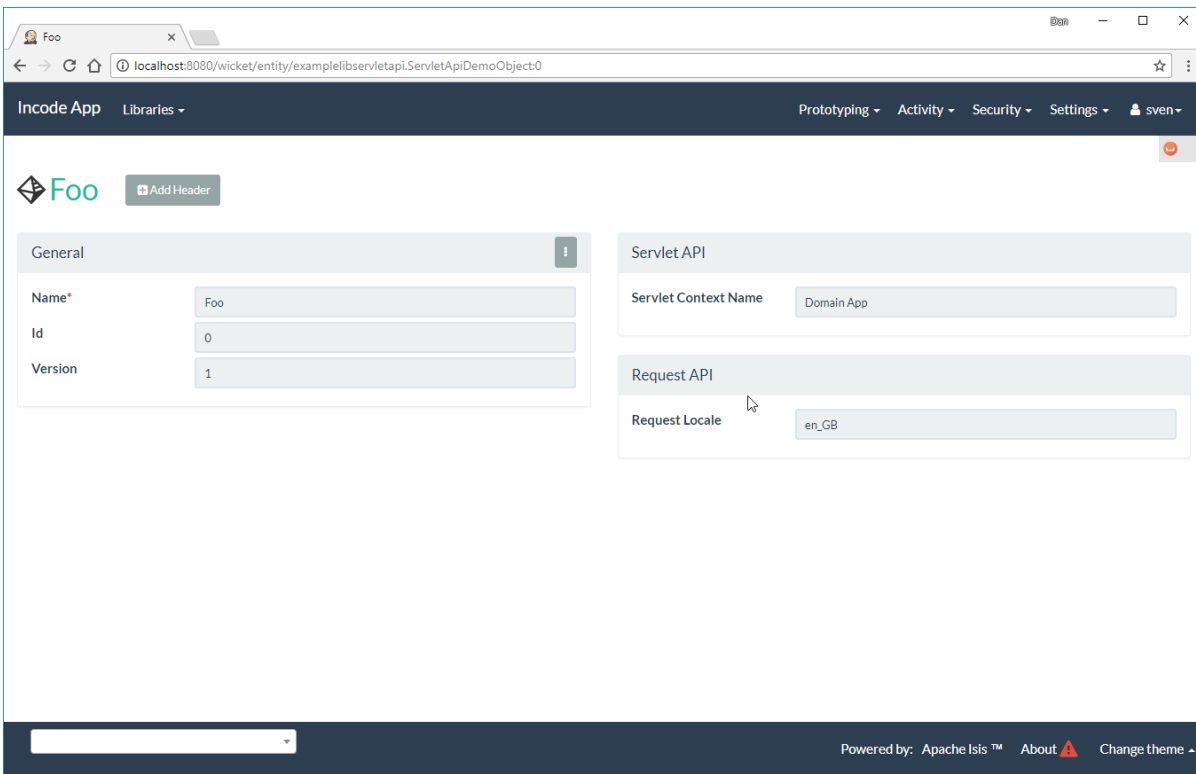 Foo
Dan
localhost:8080/wicket/entity/examplelibservletapi.ServletApiDemoObject:0
Incode App Libraries Prototyping Activity Security Settings sven
Foo Add Header
General
Name*
Foo
Id
0
Version
1
Servlet API
Servlet Context Name
Domain App
Request API
Request Locale
en_GB
Powered by: Apache Isis ™ About Change theme